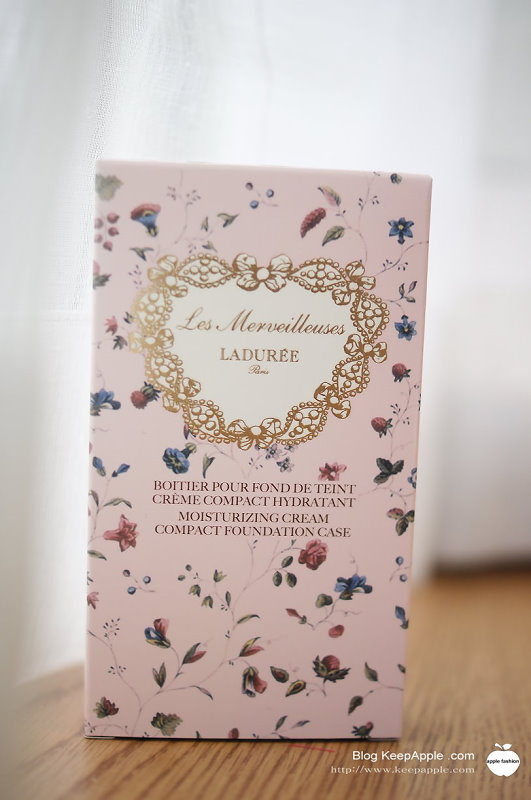 Les Merveilleuses
LADURÉE
Paris
BOITIER POUR FOND DE TEINT
CRÈME COMPACT HYDRATANT
MOISTURIZING CREAM
COMPACT FOUNDATION CASE
Blog KeepApple .com
http://www.keepapple.com
apple fashion